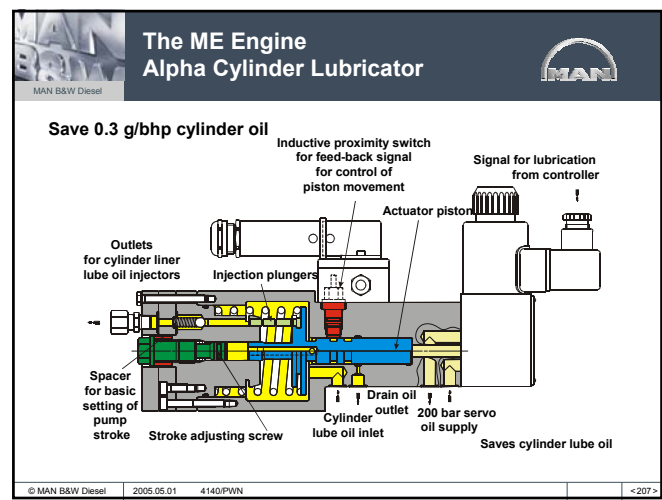 MAN
B&W
MAN B&W Diesel
The ME Engine
Alpha Cylinder Lubricator
MAN
Save 0.3 g/bhp cylinder oil
Inductive proximity switch
for feed-back signal
for control of
piston movement
Signal for lubrication
from controller
Actuator piston
Outlets
for cylinder liner
lube oil injectors
Injection plungers
Spacer
for basic
setting of
pump
stroke
Stroke adjusting screw
Cylinder
lube oil inlet
Drain oil
outlet
200 bar servo
oil supply
Saves cylinder lube oil
© MAN B&W Diesel
2005.05.01
4140/PWN
<207>